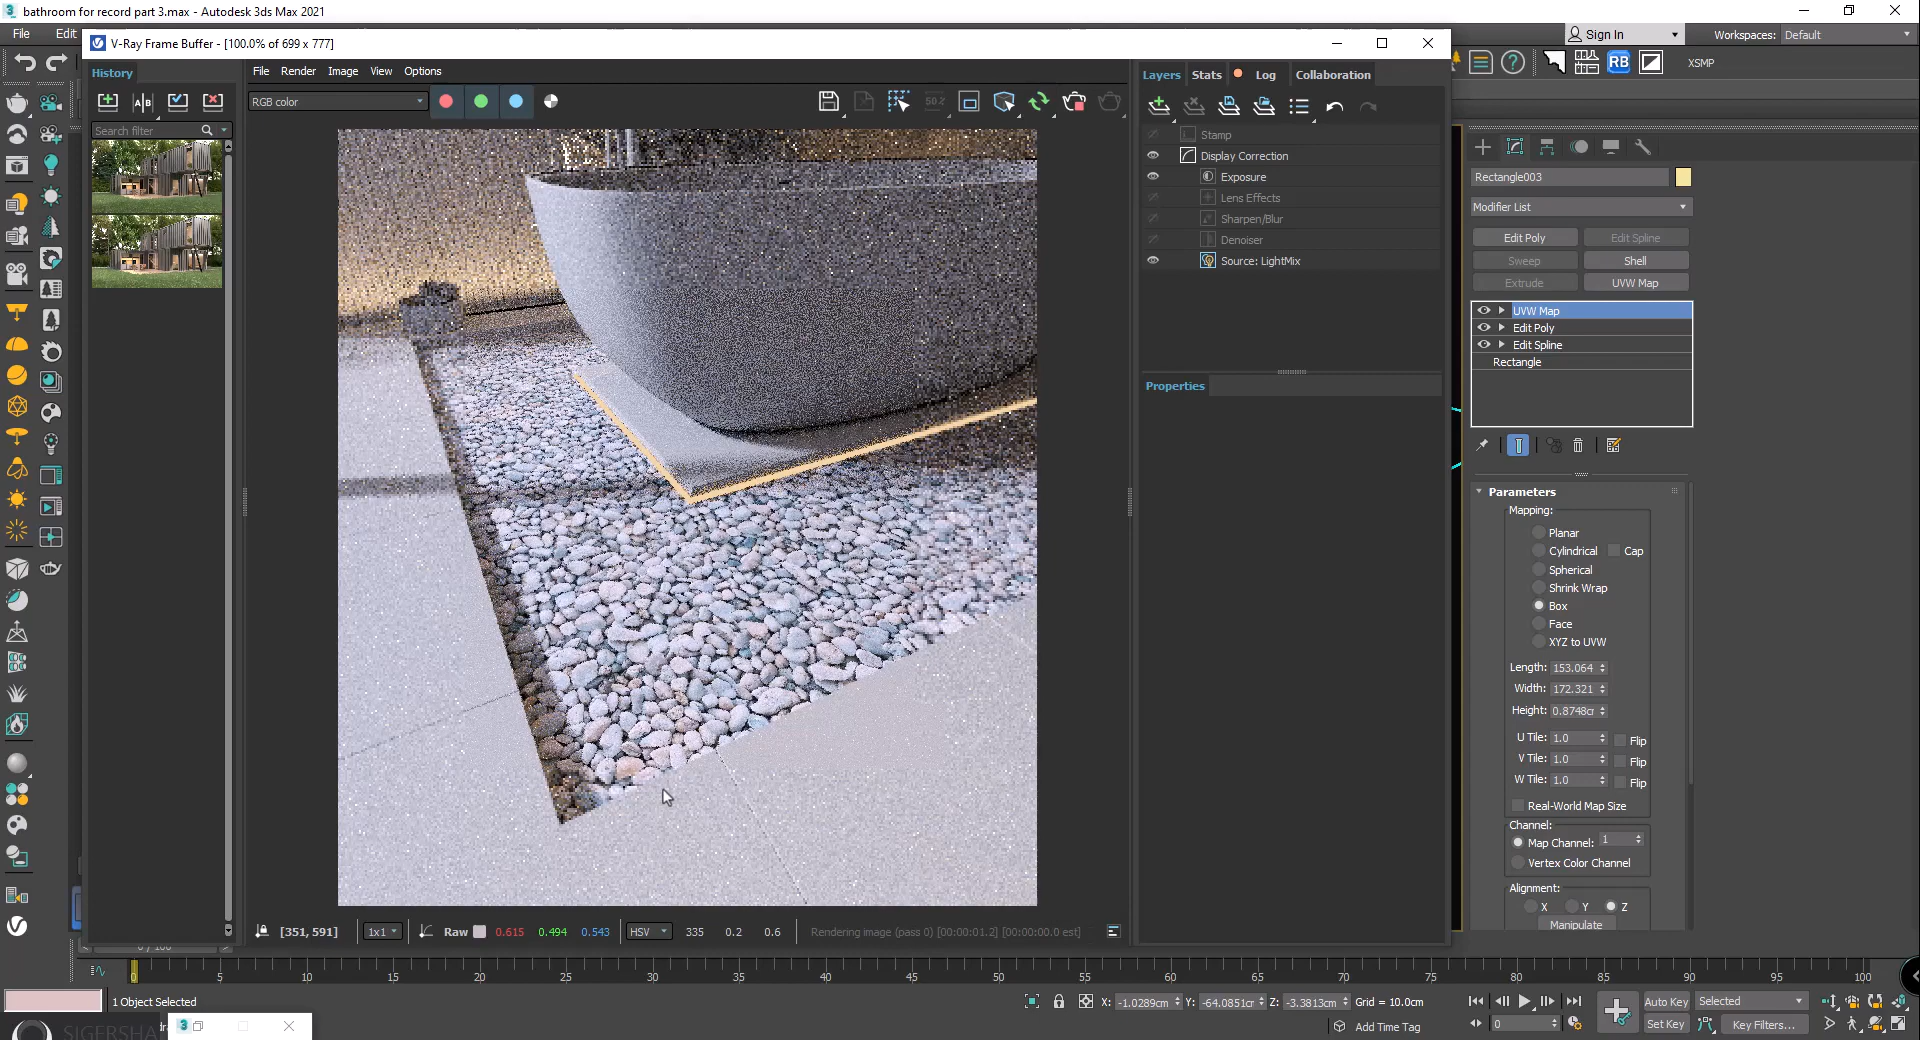 bathroom for record part 3.max - Autodesk 3ds Max 2021
File Edit
Sign In
Workspaces: Default
V-Ray Frame Buffer - [100.0% of 699 x 777]
History
File Render Image View Options
RGB color
Search filter
Layers Stats Log Collaboration
Stamp
Display Correction
Exposure
Lens Effects
Sharpen/Blur
Denoiser
Source: LightMix
Properties
RB
XSMP
Rectangle003
Modifier List
Edit Poly Edit Spline
Sweep Shell
Extrude UVW Map
UVW Map
Edit Poly
Edit Spline
Rectangle
Parameters
Mapping:
Planar
Cylindrical Cap
Spherical
Shrink Wrap
Box
Face
XYZ to UVW
Length: 153.064
Width: 172.321
Height: 0.8748cr
U Tile: 1.0 Flip
V Tile: 1.0 Flip
W Tile: 1.0 Flip
Real-World Map Size
Channel:
Map Channel: 1
Vertex Color Channel
Alignment:
X Y Z
Manipulate
[351, 591] 1x1 Raw 0.615 0.494 0.543 HSV 335 0.2 0.6 Rendering image (pass 0) [00:00:01.2] [00:00:00.0 est]
0 / 100
0 5 10 15 20 25 30 35 40 45 50 55 60 65 70 75 80 85 90 95 100
1 Object Selected
X: -1.0289cm Y: -64.0851cr Z: -3.3813cm Grid = 10.0cm
Add Time Tag
0
Auto Key Selected
Set Key Key Filters...
SIGERSHA